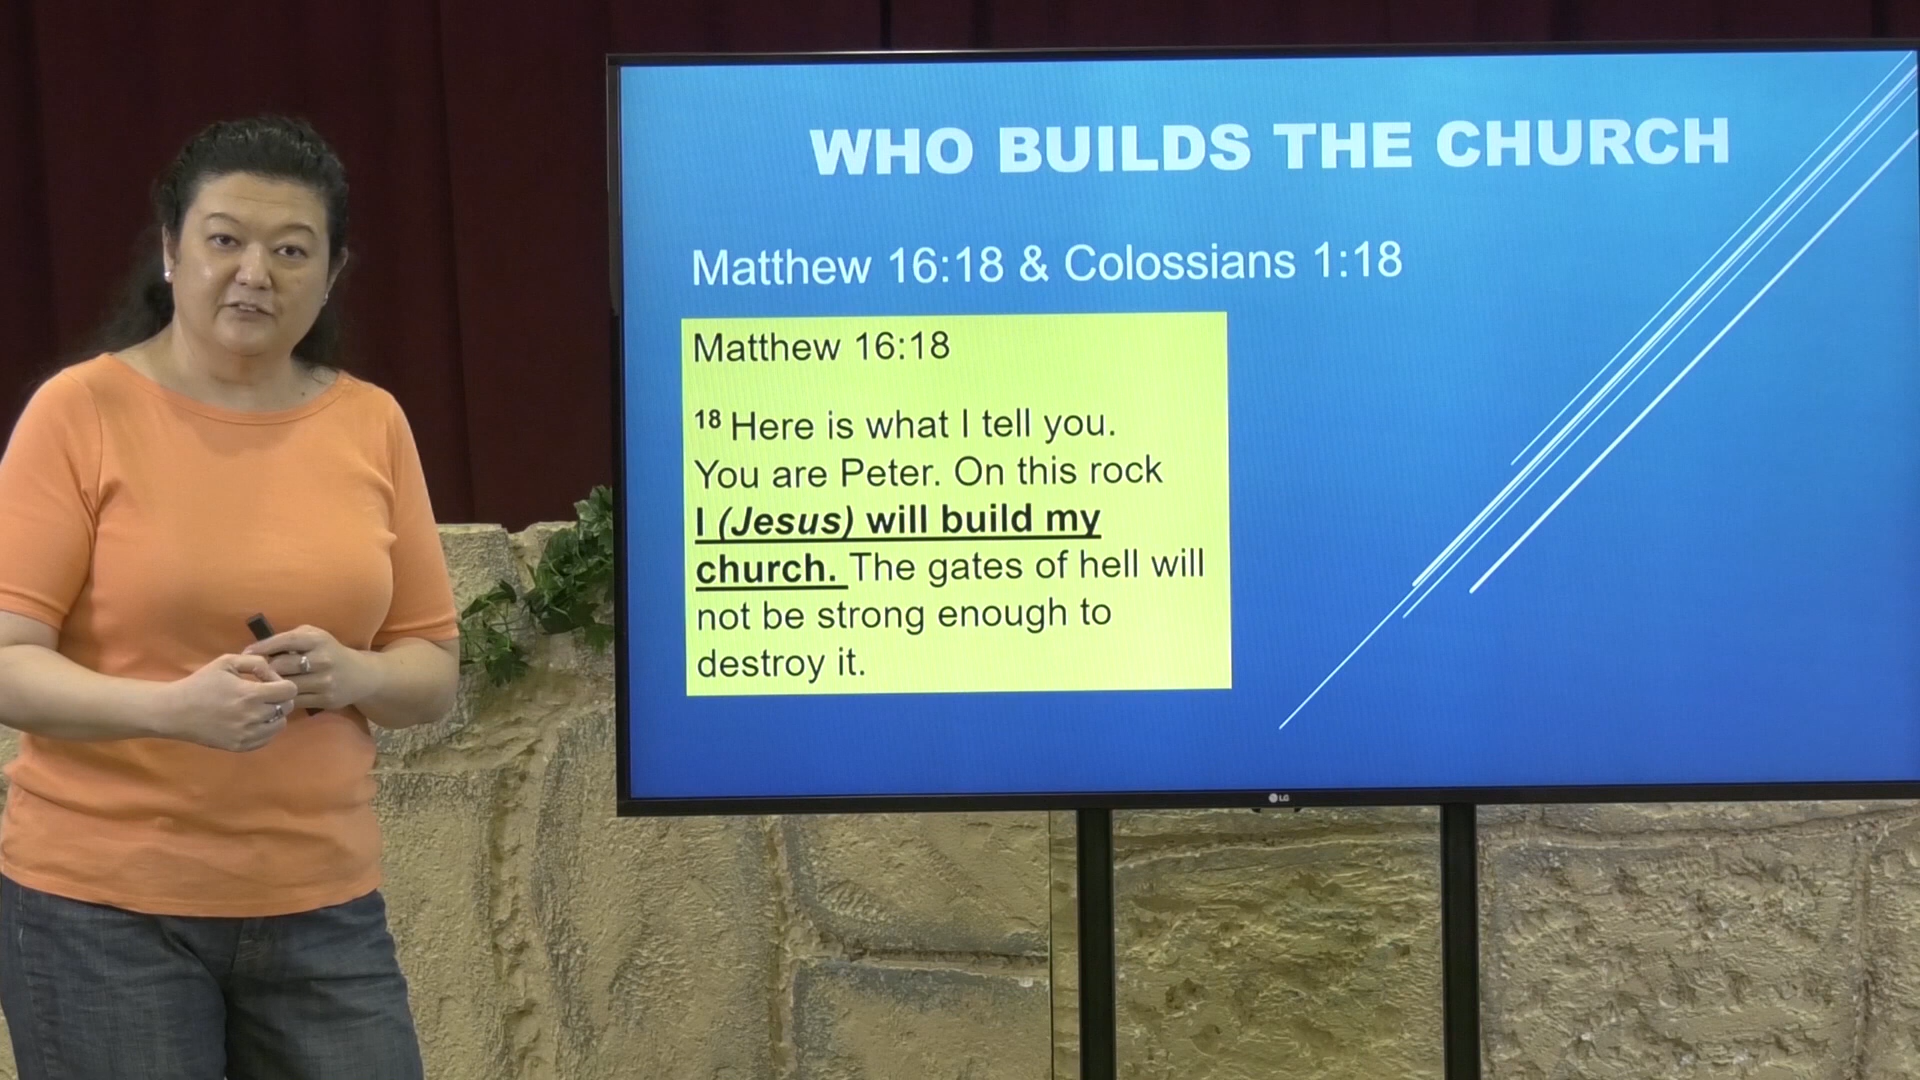 WHO BUILDS THE CHURCH
Matthew 16:18 & Colossians 1:18
Matthew 16:18
18 Here is what I tell you.
You are Peter. On this rock
I (Jesus) will build my
church. The gates of hell will
not be strong enough to
destroy it.
LG